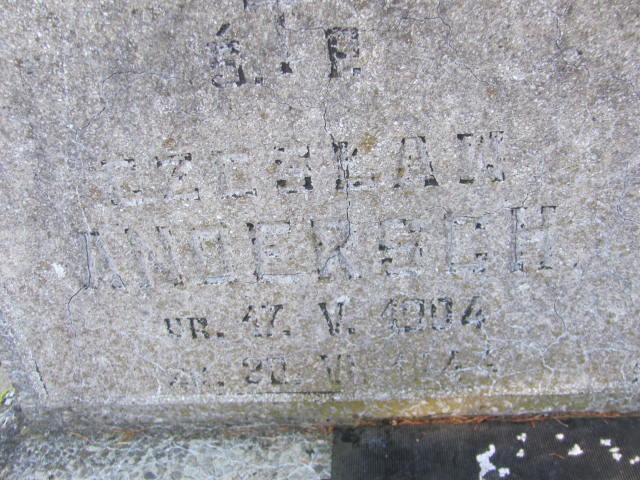 Ś. † P.
CZESŁAW
ANDERSCH
UR. 17. V. 1904